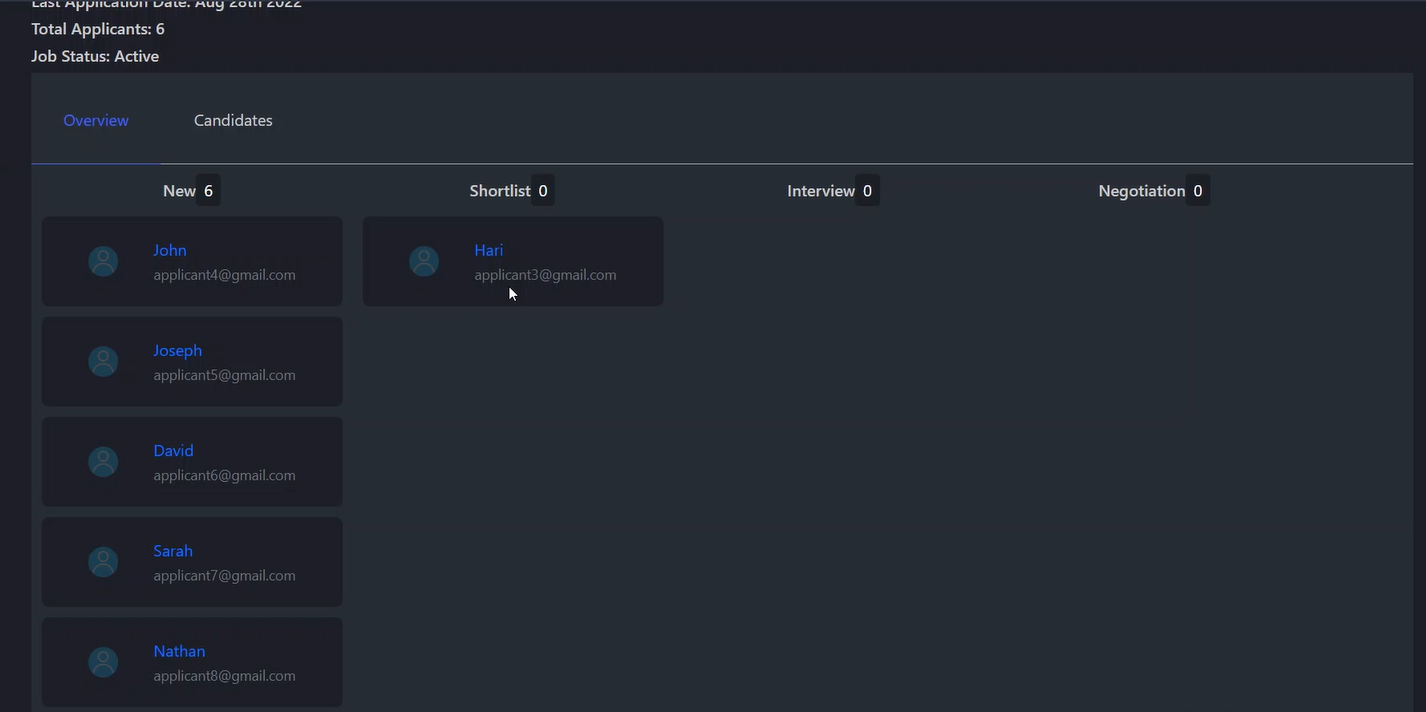 Last Application Date: Aug 28th 2022
Total Applicants: 6
Job Status: Active
Overview
Candidates
New 6
Shortlist 0
Interview 0
Negotiation 0
John
applicant4@gmail.com
Hari
applicant3@gmail.com
Joseph
applicant5@gmail.com
David
applicant6@gmail.com
Sarah
applicant7@gmail.com
Nathan
applicant8@gmail.com